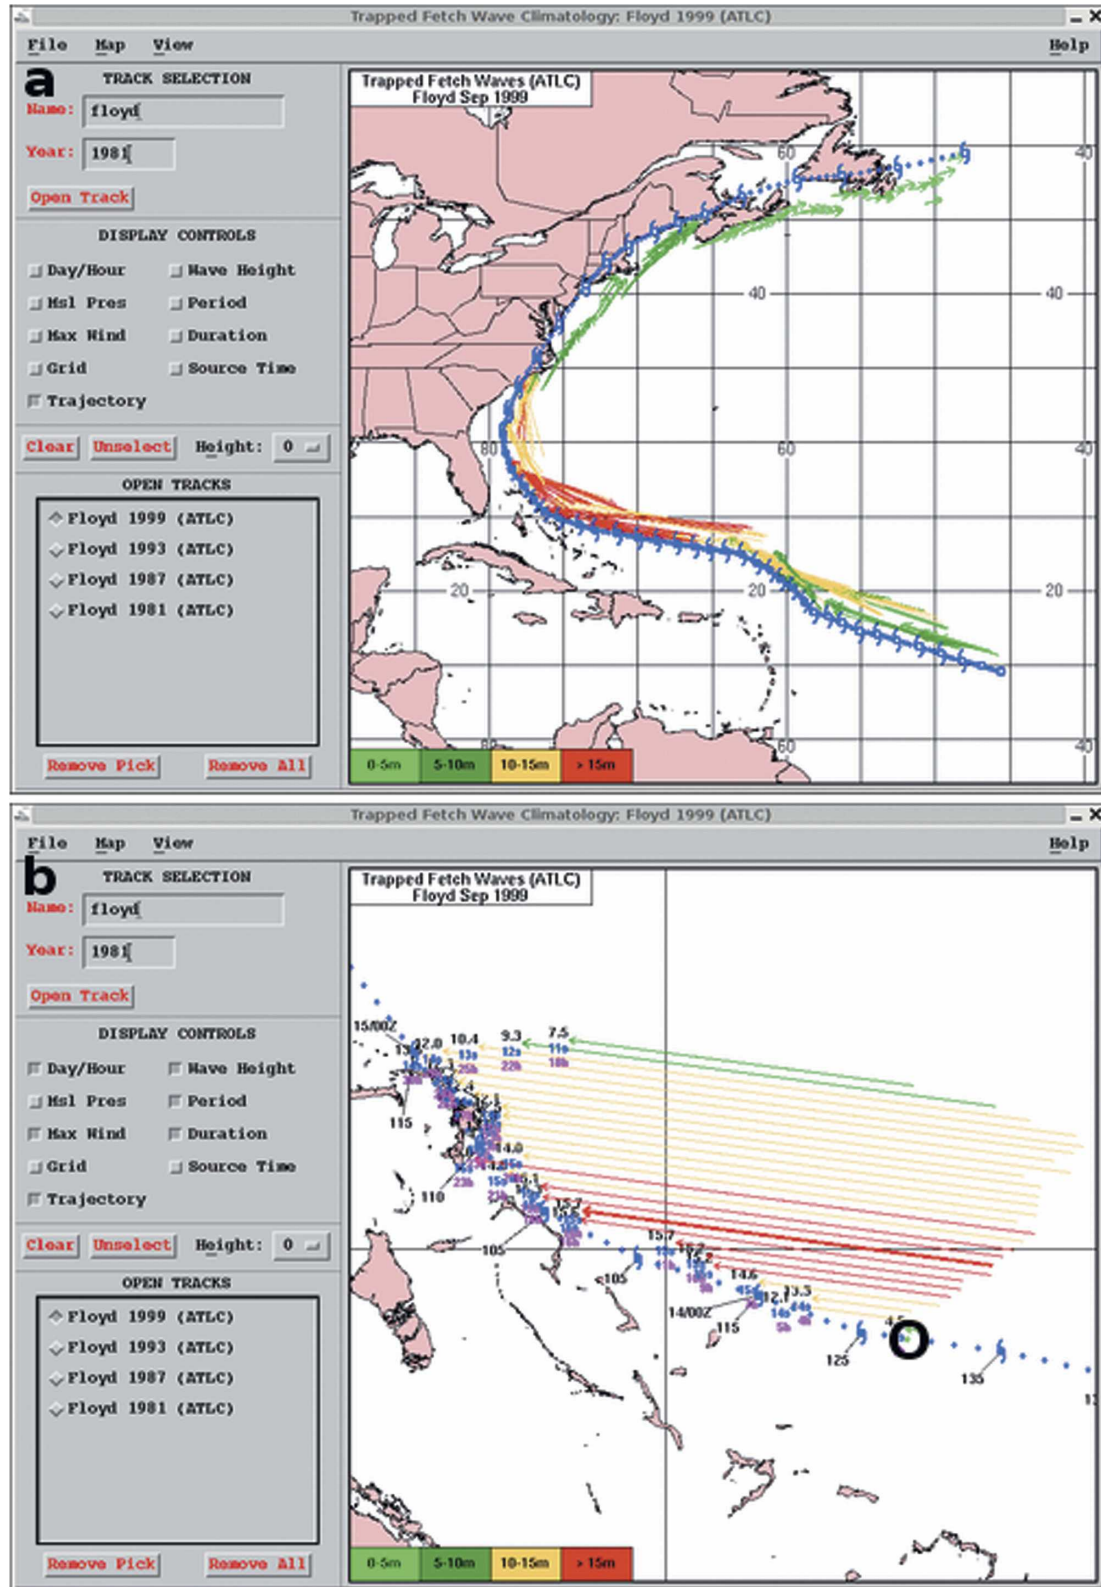 Trapped Fetch Wave Climatology: Floyd 1999 (ATLC)
File Map View Help
a
TRACK SELECTION
Name: floyd
Year: 1981
Open Track
DISPLAY CONTROLS
Day/Hour Wave Height
Msl Pres Period
Max Wind Duration
Grid Source Time
Trajectory
Clear Unselect Height: 0
OPEN TRACKS
Floyd 1999 (ATLC)
Floyd 1993 (ATLC)
Floyd 1987 (ATLC)
Floyd 1981 (ATLC)
Remove Pick Remove All
Trapped Fetch Waves (ATLC)
Floyd Sep 1999
60 40
40 40
80 60 40
20 20 20
80 60 40
0-5m 5-10m 10-15m > 15m
Trapped Fetch Wave Climatology: Floyd 1999 (ATLC)
File Map View Help
b
TRACK SELECTION
Name: floyd
Year: 1981
Open Track
DISPLAY CONTROLS
Day/Hour Wave Height
Msl Pres Period
Max Wind Duration
Grid Source Time
Trajectory
Clear Unselect Height: 0
OPEN TRACKS
Floyd 1999 (ATLC)
Floyd 1993 (ATLC)
Floyd 1987 (ATLC)
Floyd 1981 (ATLC)
Remove Pick Remove All
Trapped Fetch Waves (ATLC)
Floyd Sep 1999
15/00Z 12.0 10.4 9.3 7.5
13s 12s 11s
25h 22h 18h
115
14.0
110 23h
105
15.7
105
14.6
14/00Z
115
13.3
125
O
135
0-5m 5-10m 10-15m > 15m